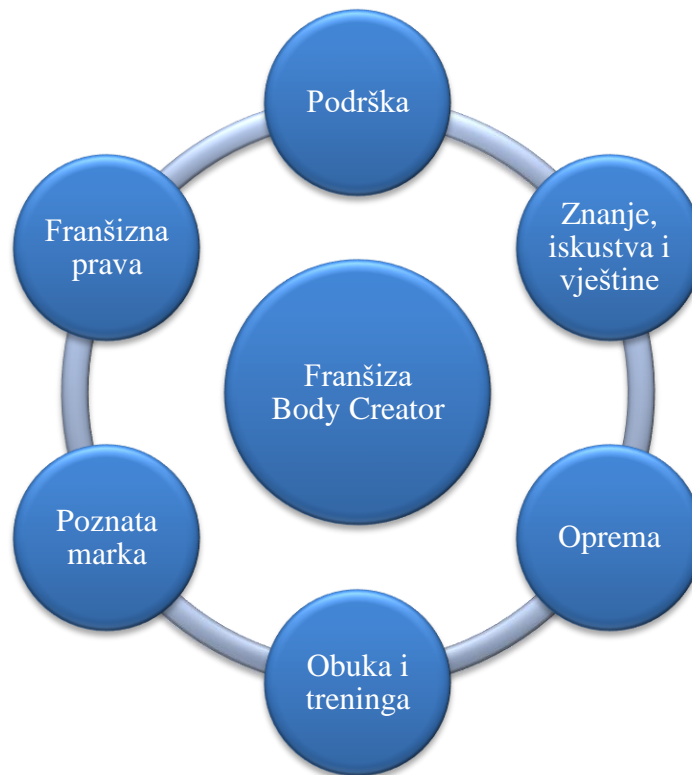 Podrška
Znanje,
iskustva i
vještine
Oprema
Obuka i
treninga
Poznata
marka
Franšizna
prava
Franšiza
Body Creator